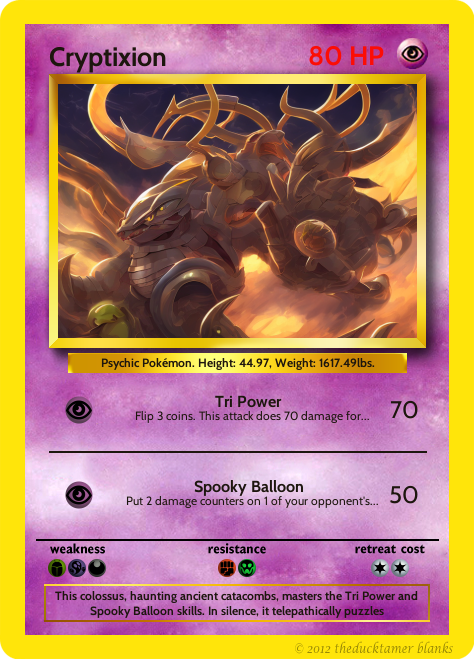 Cryptixion 80 HP
Psychic Pokémon. Height: 44.97, Weight: 1617.49lbs.
Tri Power
Flip 3 coins. This attack does 70 damage for...
70
Spooky Balloon
Put 2 damage counters on 1 of your opponent's...
50
weakness resistance retreat cost
This colossus, haunting ancient catacombs, masters the Tri Power and
Spooky Balloon skills. In silence, it telepathically puzzles
© 2012 theducktamer blanks